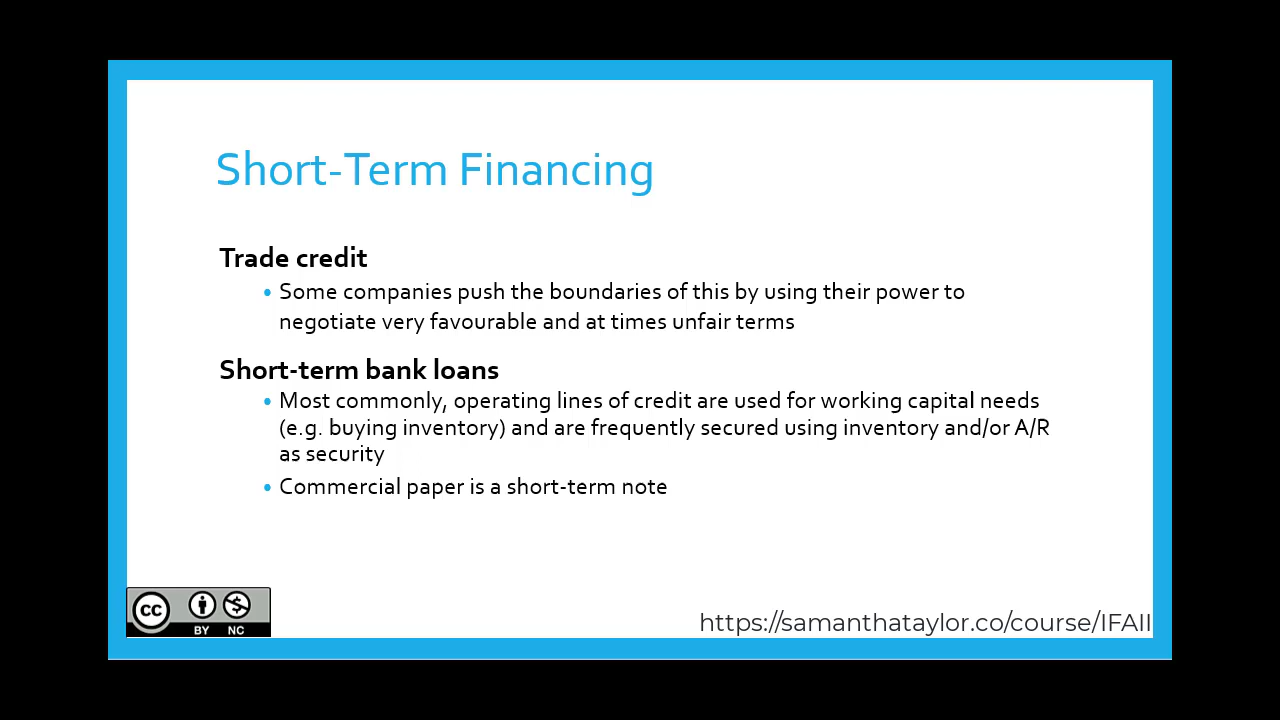 Short-Term Financing
Trade credit
• Some companies push the boundaries of this by using their power to
negotiate very favourable and at times unfair terms
Short-term bank loans
• Most commonly, operating lines of credit are used for working capital needs
(e.g. buying inventory) and are frequently secured using inventory and/or A/R
as security
• Commercial paper is a short-term note
cc
BY NC
https://samanthataylor.co/course/IFAII